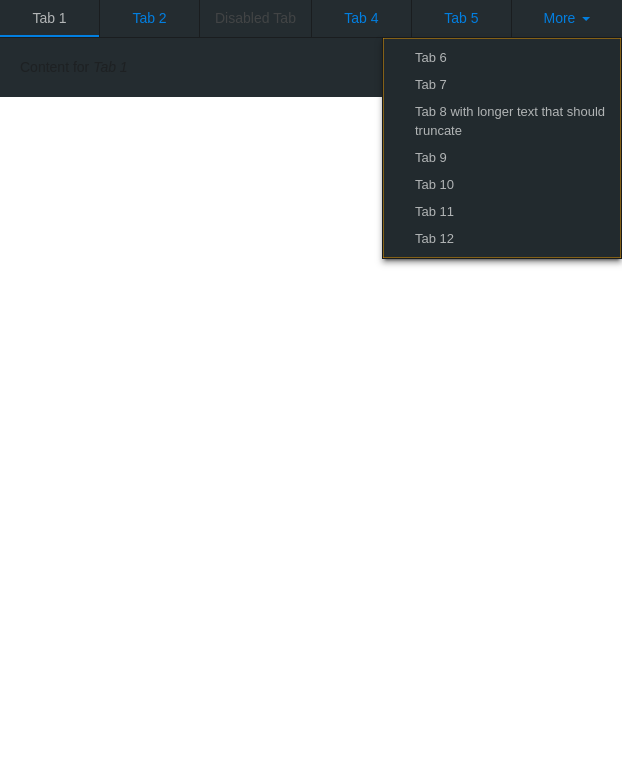 Tab 1 Tab 2 Disabled Tab Tab 4 Tab 5 More
Content for Tab 1
Tab 6
Tab 7
Tab 8 with longer text that should
truncate
Tab 9
Tab 10
Tab 11
Tab 12